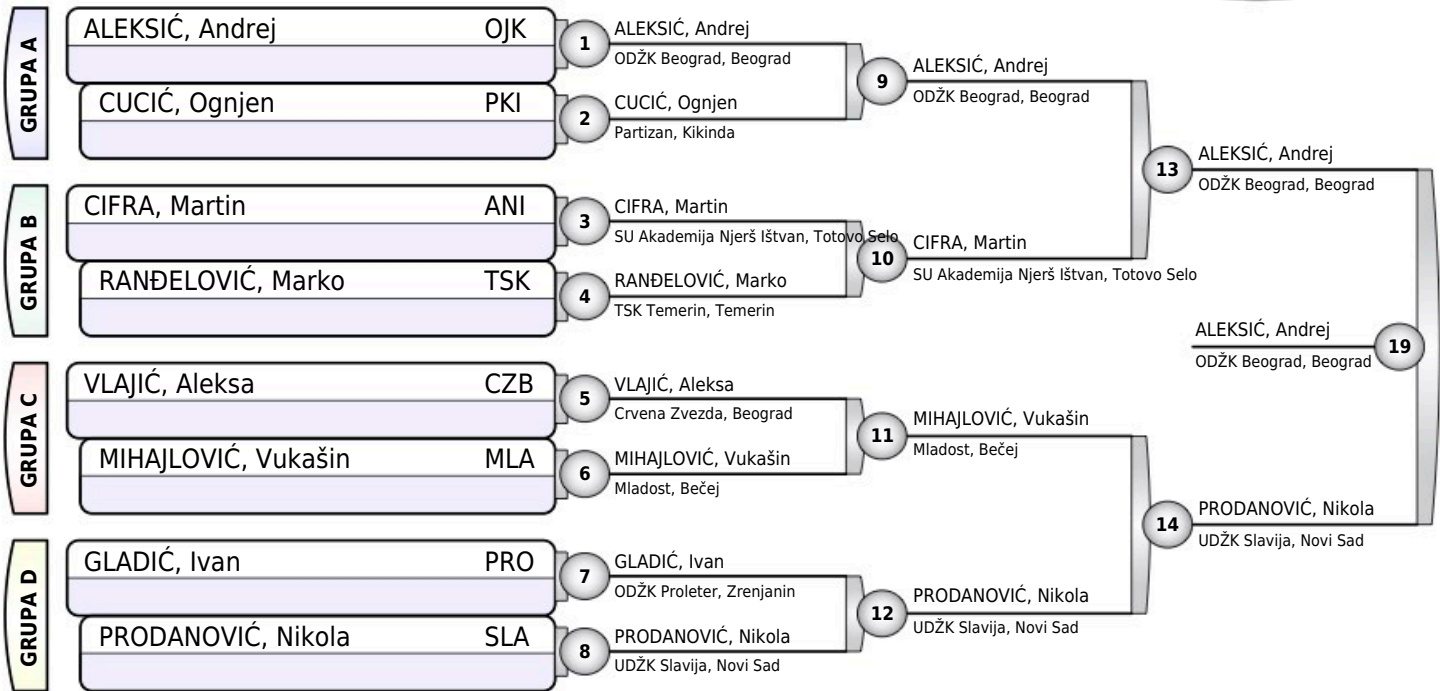 GRUPA A
ALEKSIĆ, Andrej OJK
CUCIĆ, Ognjen PKI
1
ALEKSIĆ, Andrej
ODŽK Beograd, Beograd
2
CUCIĆ, Ognjen
Partizan, Kikinda
9
ALEKSIĆ, Andrej
ODŽK Beograd, Beograd
GRUPA B
CIFRA, Martin ANI
RANĐELOVIĆ, Marko TSK
3
CIFRA, Martin
SU Akademija Njerš Ištvan, Totovo Selo
4
RANĐELOVIĆ, Marko
TSK Temerin, Temerin
10
CIFRA, Martin
SU Akademija Njerš Ištvan, Totovo Selo
13
ALEKSIĆ, Andrej
ODŽK Beograd, Beograd
GRUPA C
VLAJIĆ, Aleksa CZB
MIHAJLOVIĆ, Vukašin MLA
5
VLAJIĆ, Aleksa
Crvena Zvezda, Beograd
6
MIHAJLOVIĆ, Vukašin
Mladost, Bečej
11
MIHAJLOVIĆ, Vukašin
Mladost, Bečej
GRUPA D
GLADIĆ, Ivan PRO
PRODANOVIĆ, Nikola SLA
7
GLADIĆ, Ivan
ODŽK Proleter, Zrenjanin
8
PRODANOVIĆ, Nikola
UDŽK Slavija, Novi Sad
12
PRODANOVIĆ, Nikola
UDŽK Slavija, Novi Sad
14
PRODANOVIĆ, Nikola
UDŽK Slavija, Novi Sad
ALEKSIĆ, Andrej
ODŽK Beograd, Beograd
19